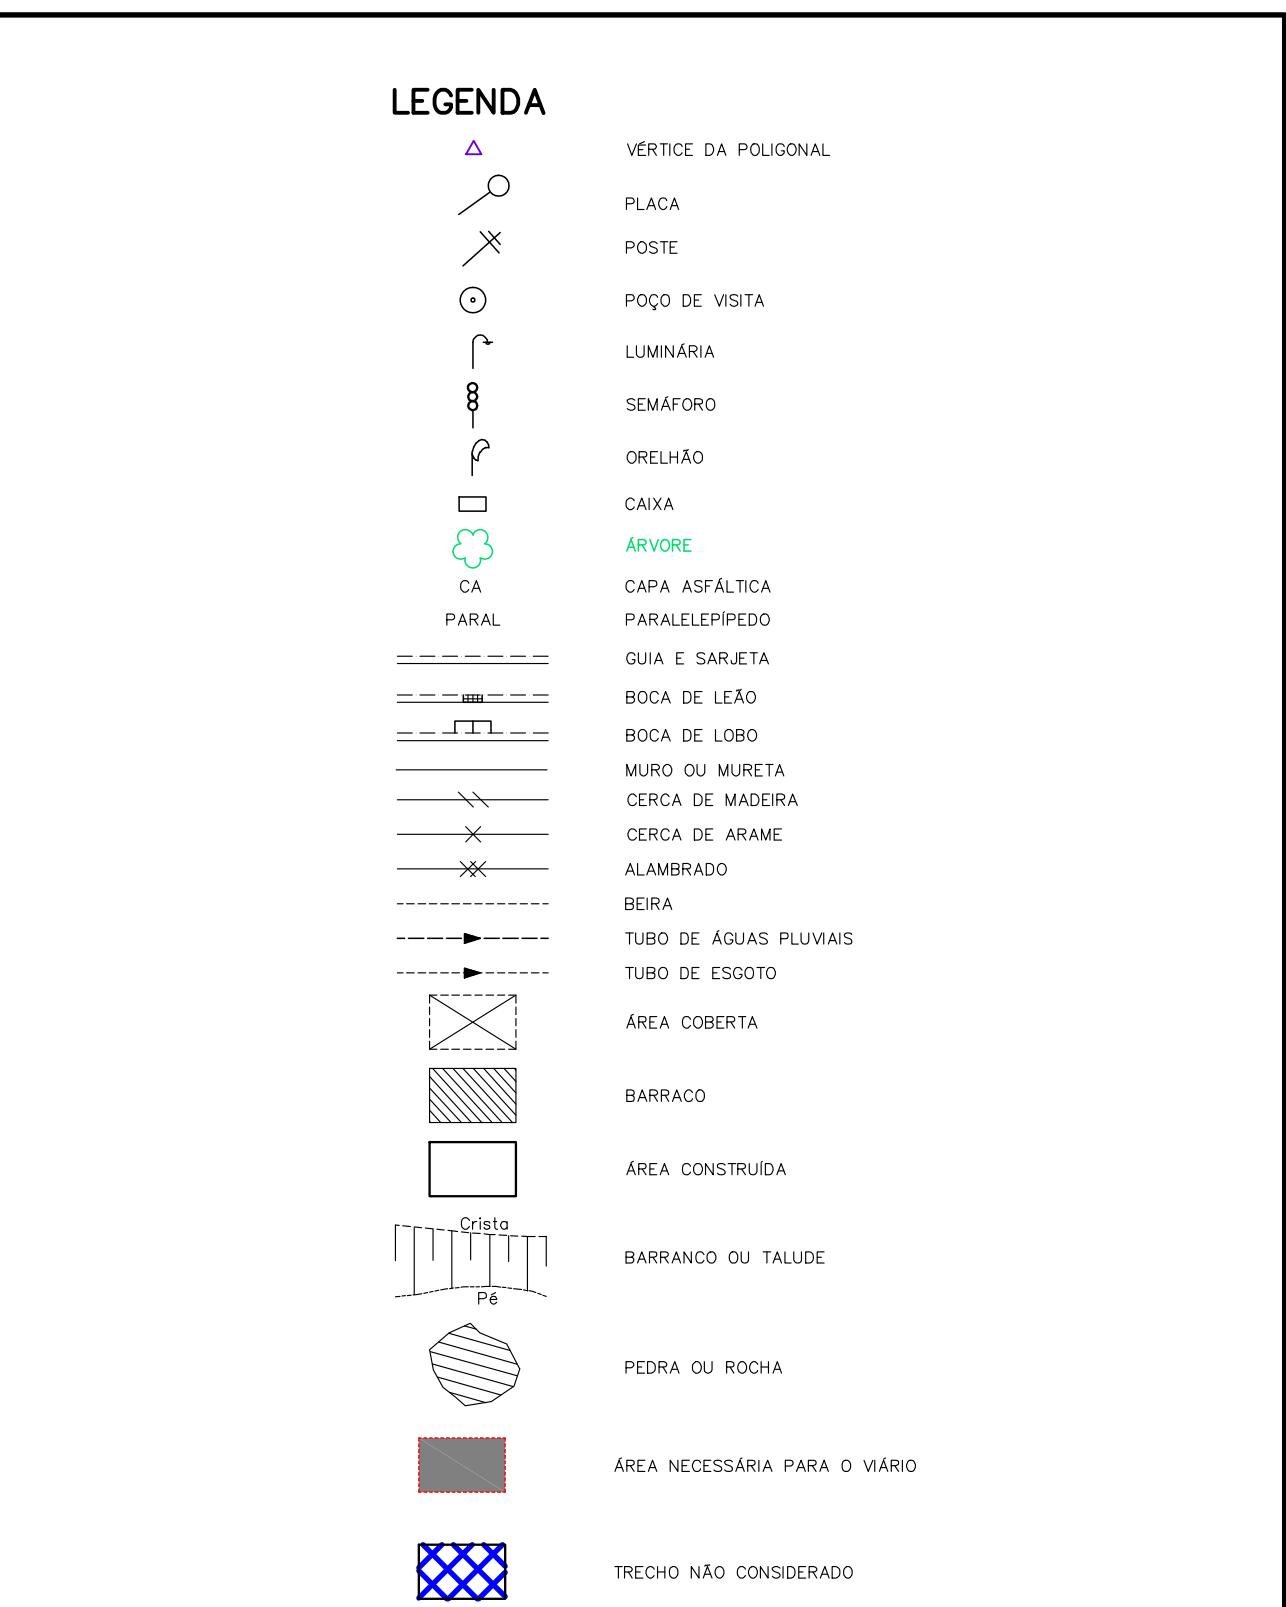 LEGENDA
VÉRTICE DA POLIGONAL
PLACA
POSTE
POÇO DE VISITA
LUMINÁRIA
SEMÁFORO
ORELHÃO
CAIXA
ÁRVORE
CA CAPA ASFÁLTICA
PARAL PARALELEPÍPEDO
GUIA E SARJETA
BOCA DE LEÃO
BOCA DE LOBO
MURO OU MURETA
CERCA DE MADEIRA
CERCA DE ARAME
ALAMBRADO
BEIRA
TUBO DE ÁGUAS PLUVIAIS
TUBO DE ESGOTO
ÁREA COBERTA
BARRACO
ÁREA CONSTRUÍDA
Crista
BARRANCO OU TALUDE
Pé
PEDRA OU ROCHA
ÁREA NECESSÁRIA PARA O VIÁRIO
TRECHO NÃO CONSIDERADO